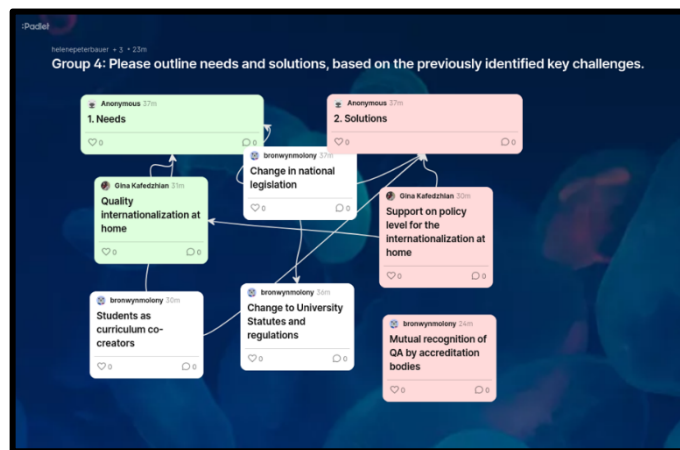 :Padlet
helenepeterbauer + 3 • 23m
Group 4: Please outline needs and solutions, based on the previously identified key challenges.
Anonymous 37m
1. Needs
0 0
Anonymous 37m
2. Solutions
0 0
bronwynmolony 37m
Change in national
legislation
0 0
Gina Kafedzhian 31m
Quality
internationalization at
home
0 0
Gina Kafedzhian 30m
Support on policy
level for the
internationalization at
home
0 0
bronwynmolony 30m
Students as
curriculum co-
creators
0 0
bronwynmolony 36m
Change to University
Statutes and
regulations
0 0
bronwynmolony 24m
Mutual recognition of
QA by accreditation
bodies
0 0